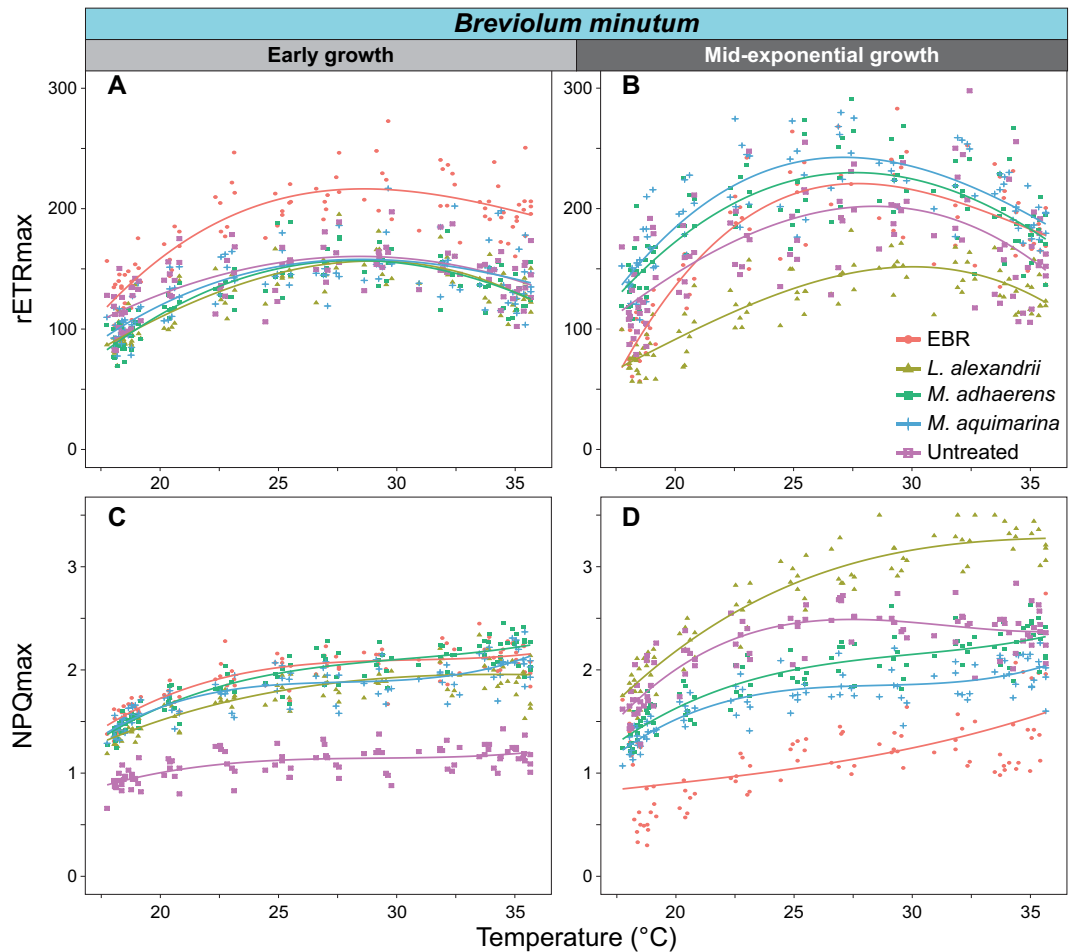 Breviolum minutum
Early growth
Mid-exponential growth
A
B
rETRmax
300
200
100
0
20
25
30
35
300
200
100
0
20
25
30
35
EBR
L. alexandrii
M. adhaerens
M. aquimarina
Untreated
C
D
NPQmax
3
2
1
0
20
25
30
35
3
2
1
0
20
25
30
35
Temperature (°C)